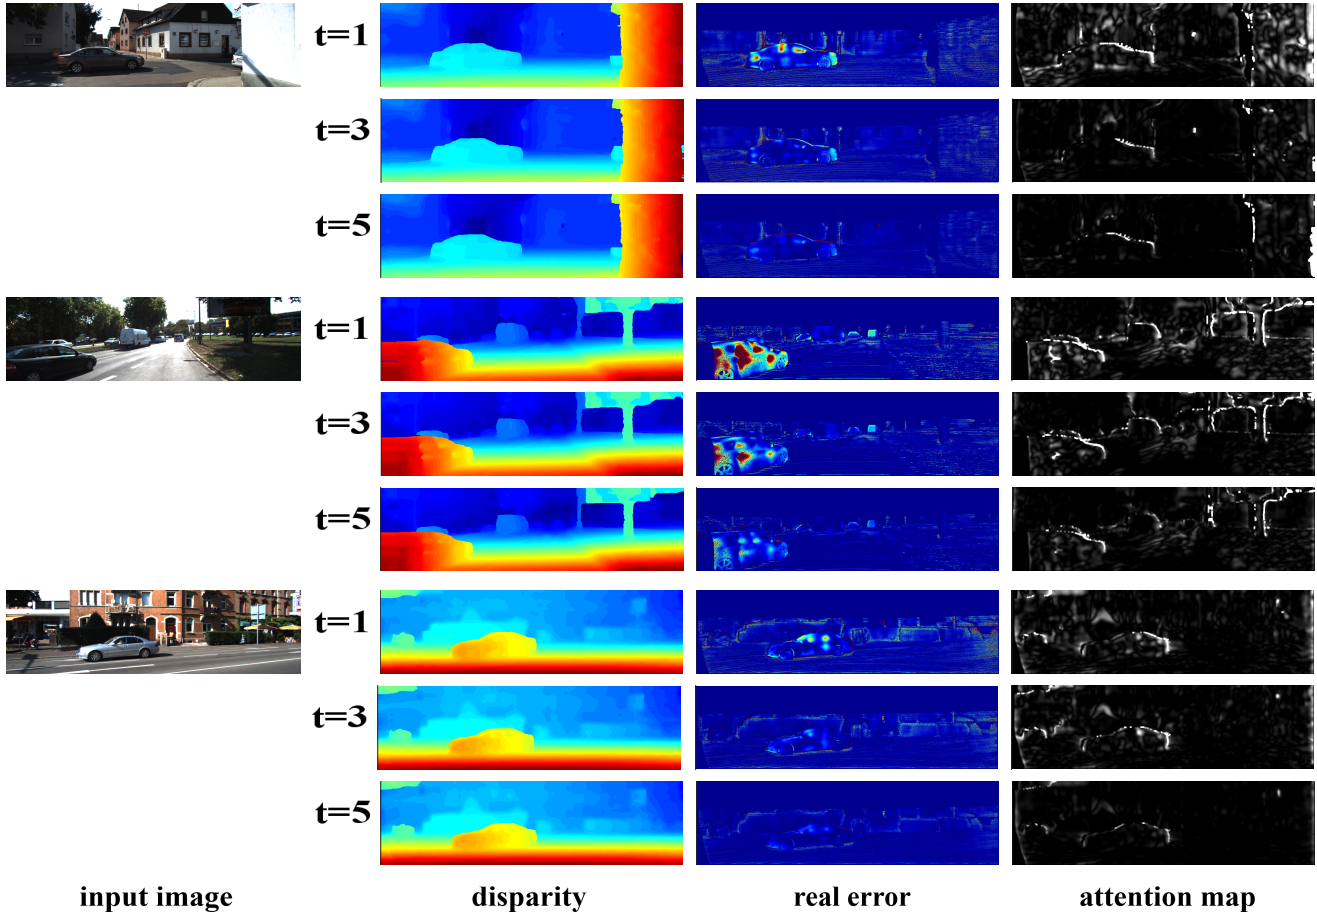 t=1
t=3
t=5
t=1
t=3
t=5
t=1
t=3
t=5
input image disparity real error attention map